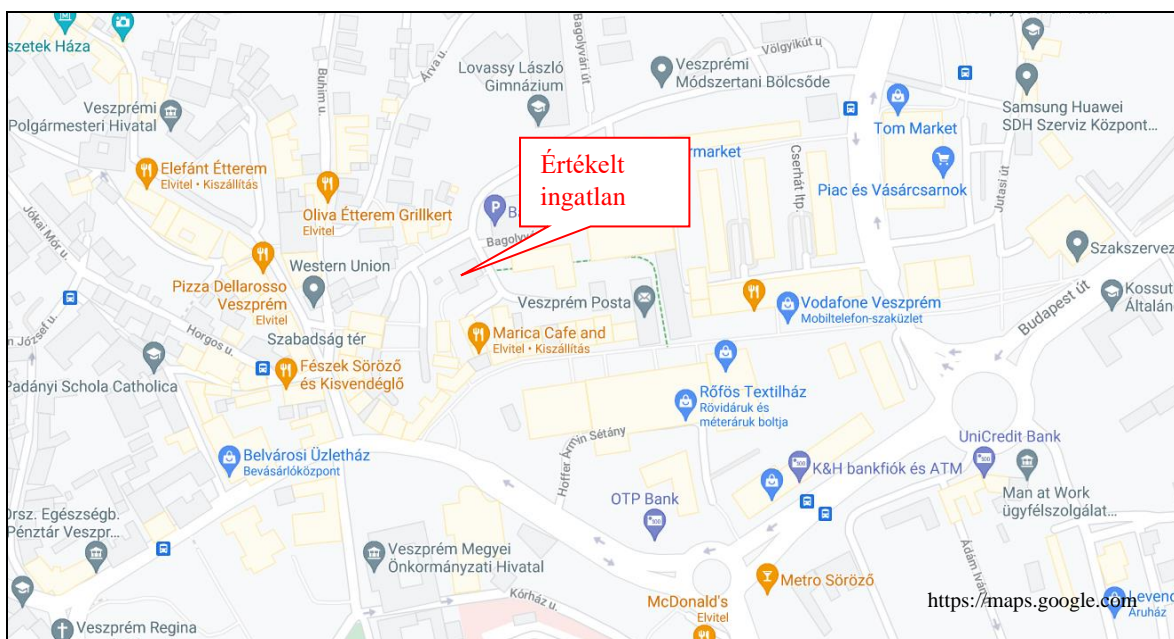 szetek Háza
Veszprémi
Polgármesteri Hivatal
Buhim u.
Árva u.
Bagolyvári út
Lovassy László
Gimnázium
Völgyikút u
Veszprémi
Módszertani Bölcsőde
Tom Market
Samsung Huawei
SDH Szerviz Központ...
Elefánt Étterem
Elvitel • Kiszállítás
Értékelt
ingatlan
rmarket
Cserhát ltp.
Piac és Vásárcsarnok
Jutasi út
Oliva Étterem Grillkert
Elvitel
Jókai Mór u.
Szakszervez
Western Union
Pizza Dellarosso
Veszprém
Elvitel
Veszprém Posta
Vodafone Veszprém
Mobiltelefon-szaküzlet
Kossut
Általán
Budapest út
Marica Cafe and
Elvitel • Kiszállítás
Szabadság tér
Horgos u.
József u.
Fészek Söröző
és Kisvendéglő
Padányi Schola Catholica
Rőfös Textilház
Rövidáruk és
méteráruk boltja
Hoffer Ármin Sétány
Belvárosi Üzletház
Bevásárlóközpont
UniCredit Bank
K&H bankfiók és ATM
OTP Bank
Man at Work
ügyfélszolgálat...
Orsz. Egészségb.
Pénztár Veszpr...
Veszprém Megyei
Önkormányzati Hivatal
Ádám Iván
Metro Söröző
Kórház u.
McDonald's
Elvitel
https://maps.google.com
Levend
Áruház
Veszprém Regina